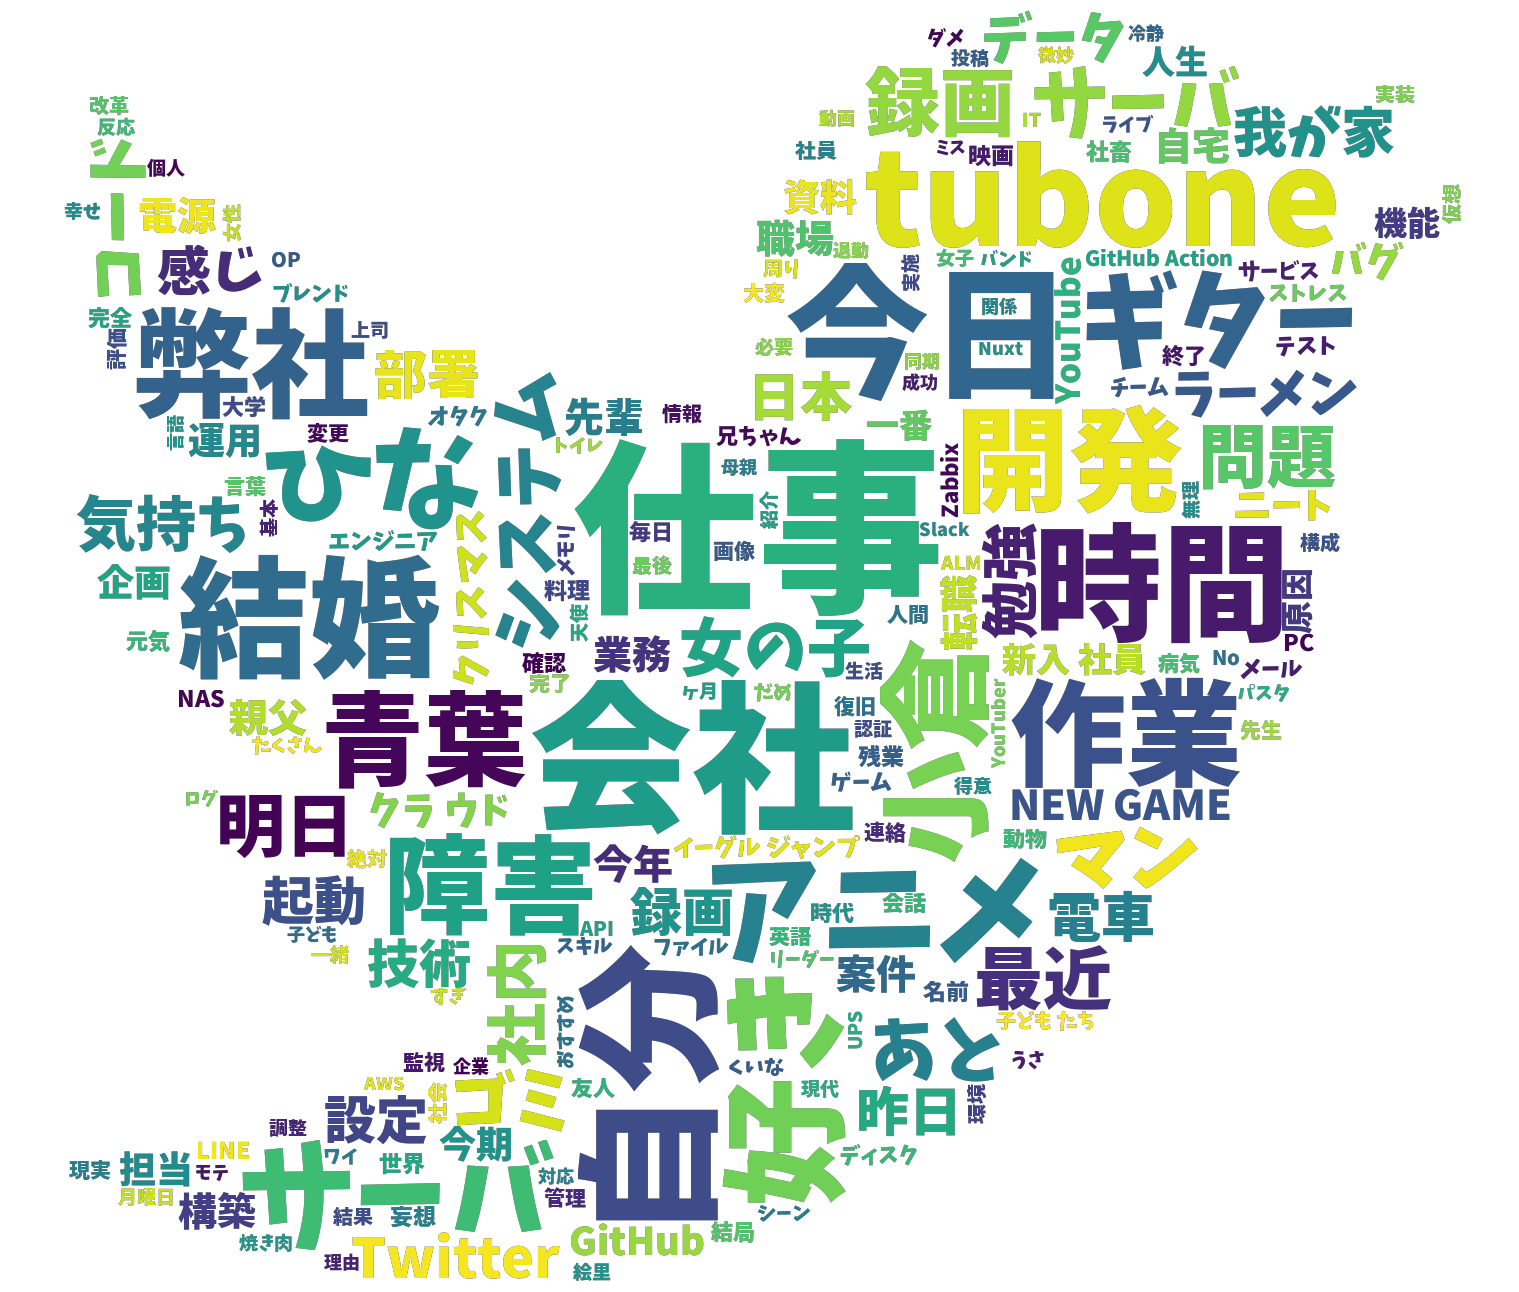 データ
ダメ
冷静
投稿
微妙
人生
録画 サーバ
実装
改革
反応
動画
IT
ライブ
我が家
コード
個人
社員
ミス
映画
社畜
自宅
tubone
幸せ
電源
女性
資料
機能
仮想
職場
退勤
感じ
OP
周り
実施
女子 バンド
GitHub Action
サービス
バグ
ブレンド
大変
今日
ギター
ストレス
完全
弊社
上司
関係
YouTube
評価
部署
必要
同期
Nuxt
終了
テスト
成功
日本
チーム
ラーメン
大学
オタク
システム
先輩
情報
一番
開発
言語
運用
変更
ひな
トイレ
兄ちゃん
問題
仕事
母親
Zabbix
言葉
無理
ニート
気持ち
基本
クリスマス
紹介
エンジニア
メモリ
毎日
画像
Slack
勉強
時間
構成
最後
結婚
企画
料理
ALM
転職
原因
天使
人間
元気
業務
女の子
PC
確認
完了
生活
小倉
新入 社員
病気
No
メール
NAS
親父
青葉
会社
ヶ月
だめ
復旧
YouTuber
作業
パスタ
たくさん
認証
先生
残業
ゲーム
得意
ログ
明日
クラ ウド
NEW GAME
障害
今年
イーグル ジャンプ
連絡
動物
マン
絶対
起動
録画
アニメ
時代
会話
電車
子ども
API
スキル
ファイル
英語
リーダー
一緒
技術
社内
案件
最近
すき
自分
好き
名前
おすすめ
UPS
あと
子ども たち
監視
企業
くいな
うさ
AWS
社会
ゴミ
友人
現代
昨日
環境
設定
調整
今期
LINE
ワイ
世界
ディスク
現実
担当
モテ
サーバ
対応
月曜日
構築
管理
結果
妄想
シーン
焼き肉
GitHub
結局
理由
Twitter
絵里